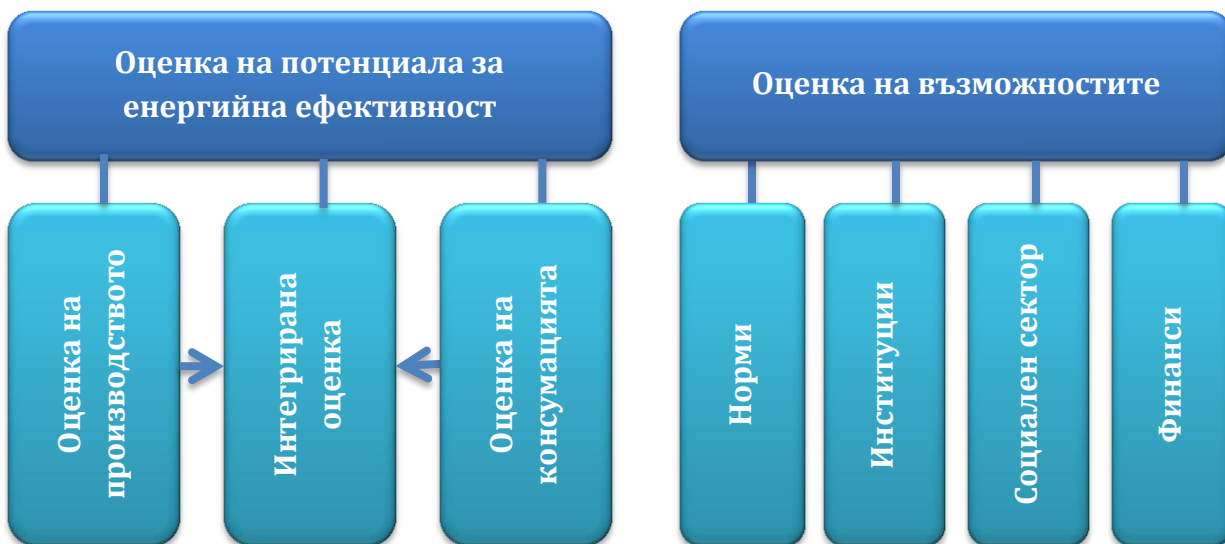 Оценка на потенциала за
енергийна ефективност
Оценка на възможностите
Оценка на
производството
Интегрирана
оценка
Оценка на
консумацията
Норми
Институции
Социален сектор
Финанси